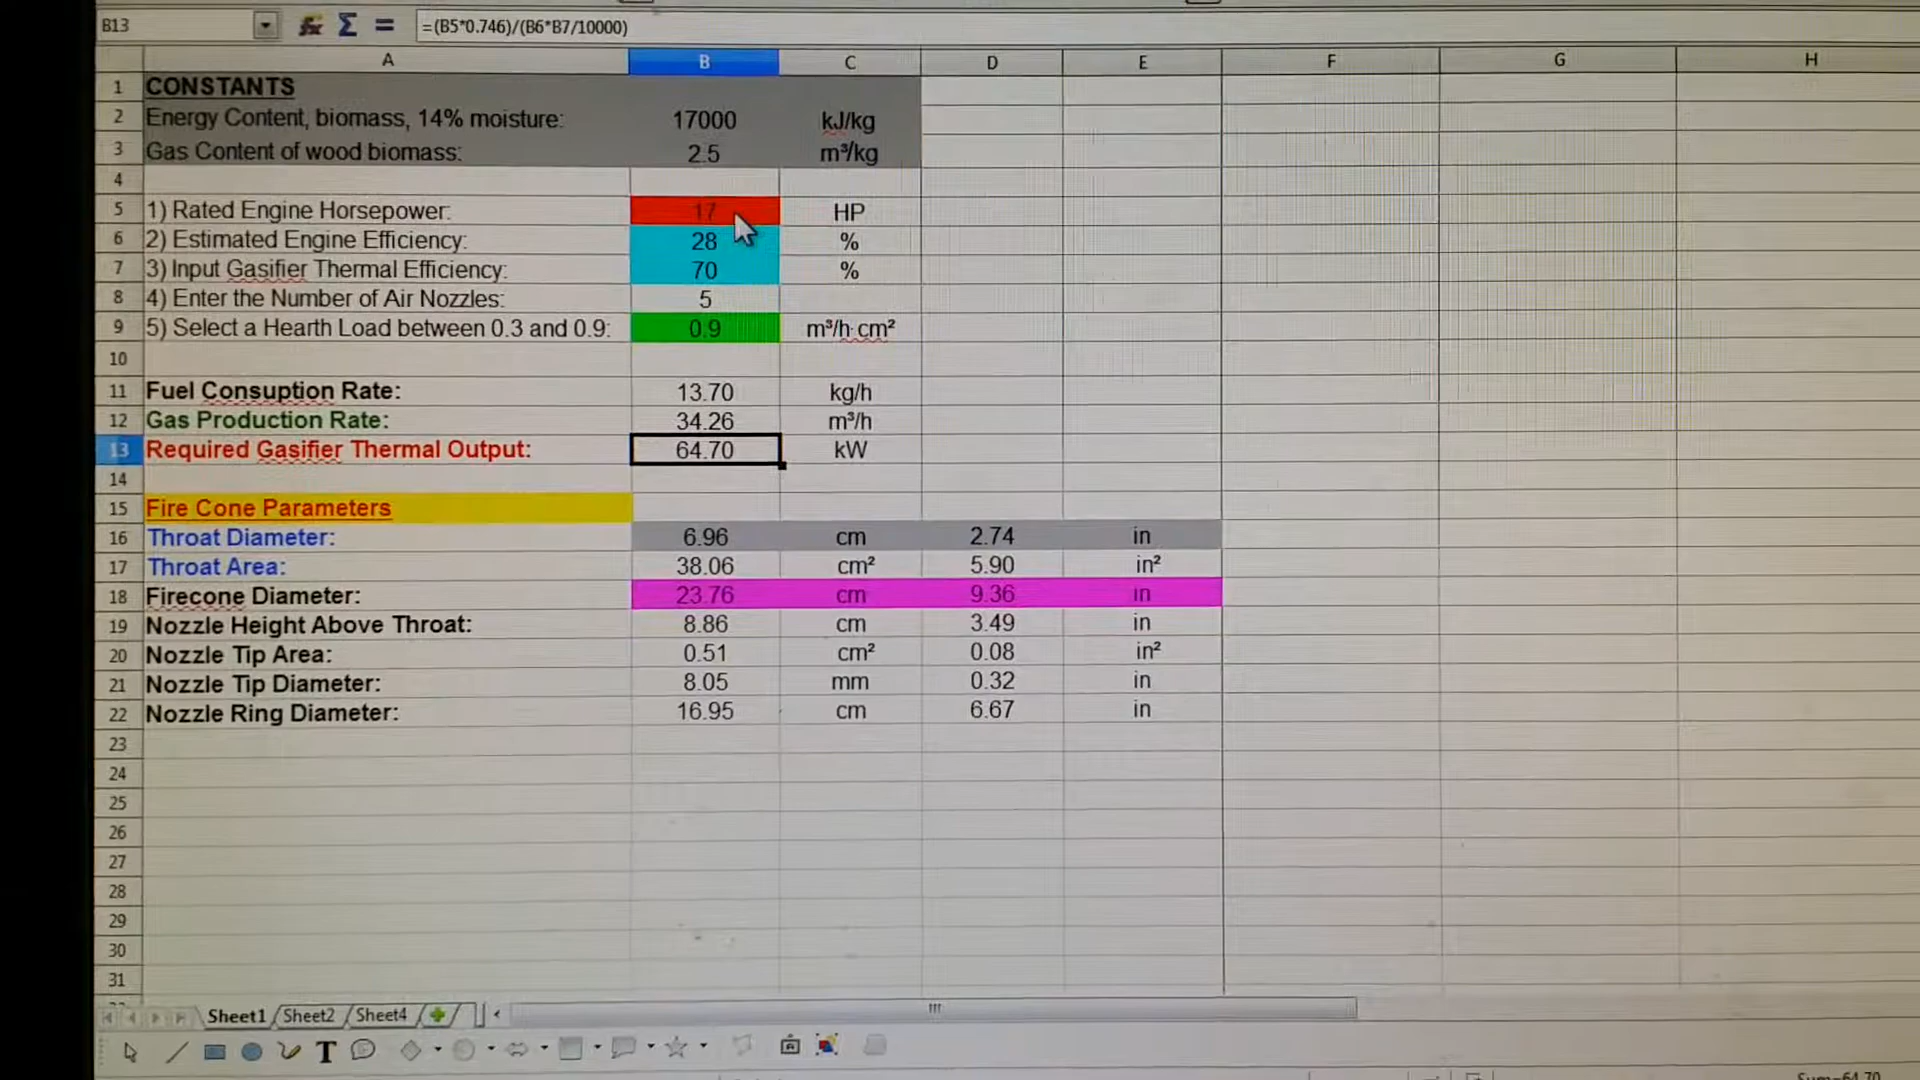 B13 Σ = =(B5*0.746)/(B6*B7/10000)
A B C D E F G H
1 CONSTANTS
2 Energy Content, biomass, 14% moisture: 17000 kJ/kg
3 Gas Content of wood biomass: 2.5 m³/kg
4
5 1) Rated Engine Horsepower: 17 HP
6 2) Estimated Engine Efficiency: 28 %
7 3) Input Gasifier Thermal Efficiency: 70 %
8 4) Enter the Number of Air Nozzles: 5
9 5) Select a Hearth Load between 0.3 and 0.9: 0.9 m³/h·cm²
10
11 Fuel Consuption Rate: 13.70 kg/h
12 Gas Production Rate: 34.26 m³/h
13 Required Gasifier Thermal Output: 64.70 kW
14
15 Fire Cone Parameters
16 Throat Diameter: 6.96 cm 2.74 in
17 Throat Area: 38.06 cm² 5.90 in²
18 Firecone Diameter: 23.76 cm 9.36 in
19 Nozzle Height Above Throat: 8.86 cm 3.49 in
20 Nozzle Tip Area: 0.51 cm² 0.08 in²
21 Nozzle Tip Diameter: 8.05 mm 0.32 in
22 Nozzle Ring Diameter: 16.95 cm 6.67 in
23
24
25
26
27
28
29
30
31
Sheet1 Sheet2 Sheet4
T
Sum=64.70